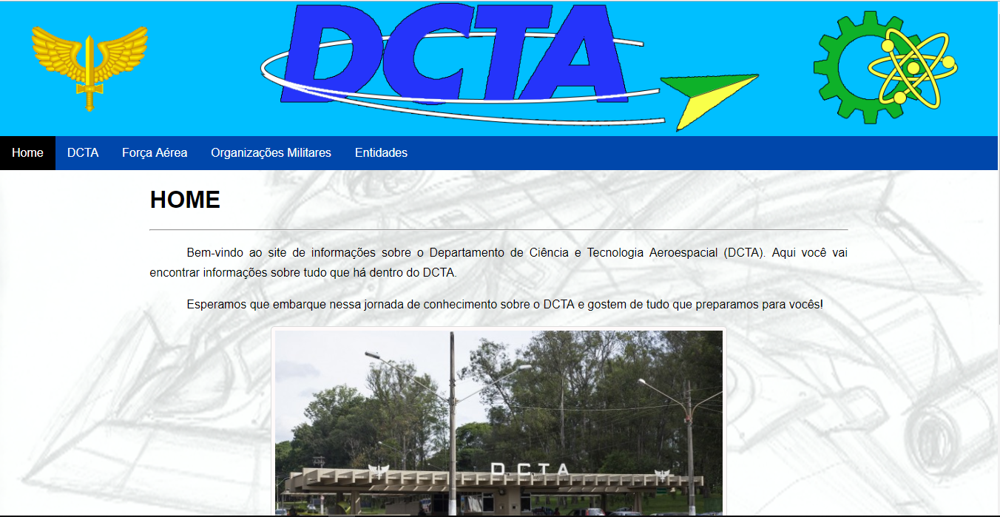 DCTA
Home DCTA Força Aérea Organizações Militares Entidades
HOME
Bem-vindo ao site de informações sobre o Departamento de Ciência e Tecnologia Aeroespacial (DCTA). Aqui você vai
encontrar informações sobre tudo que há dentro do DCTA.
Esperamos que embarque nessa jornada de conhecimento sobre o DCTA e gostem de tudo que preparamos para vocês!
D.C.T.A